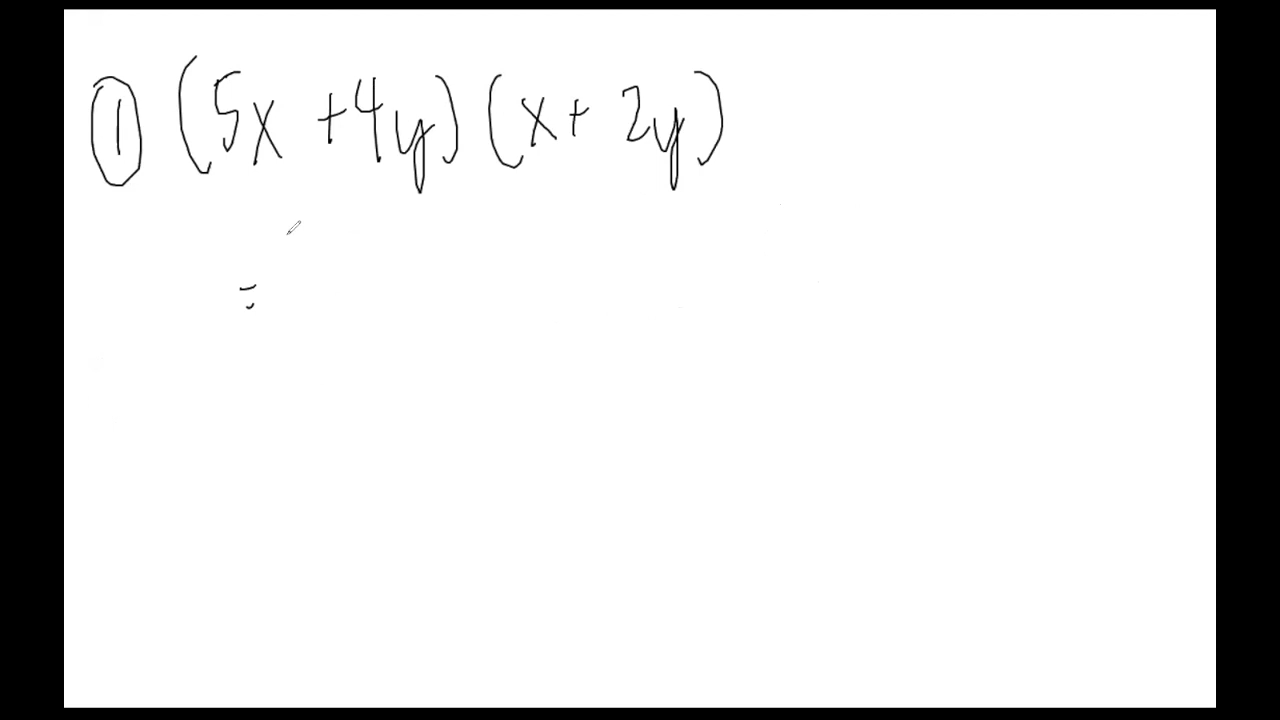 ① (5x + 4y) (x + 2y)
=